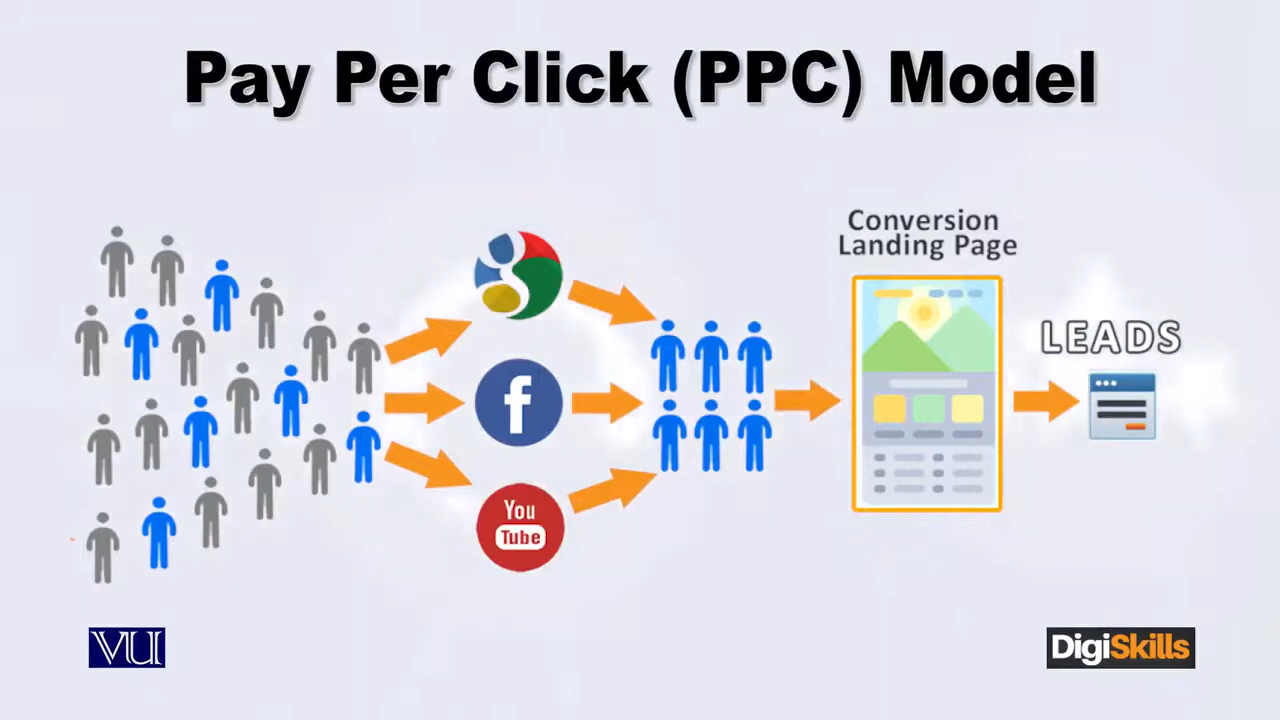 Pay Per Click (PPC) Model
Conversion
Landing Page
LEADS
f
You
Tube
VU
DigiSkills